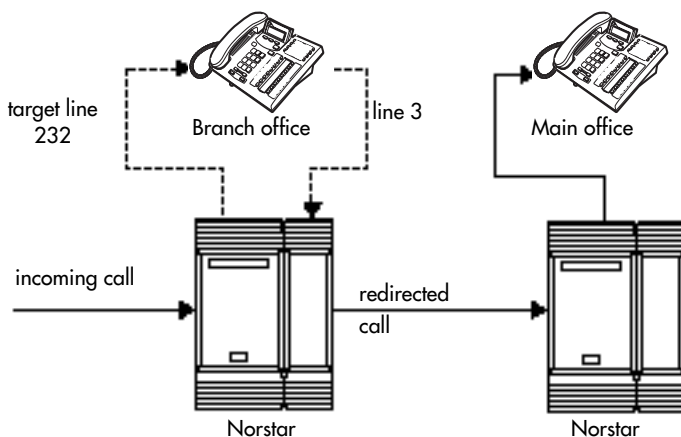 target line
232
Branch office
line 3
Main office
incoming call
redirected
call
Norstar
Norstar